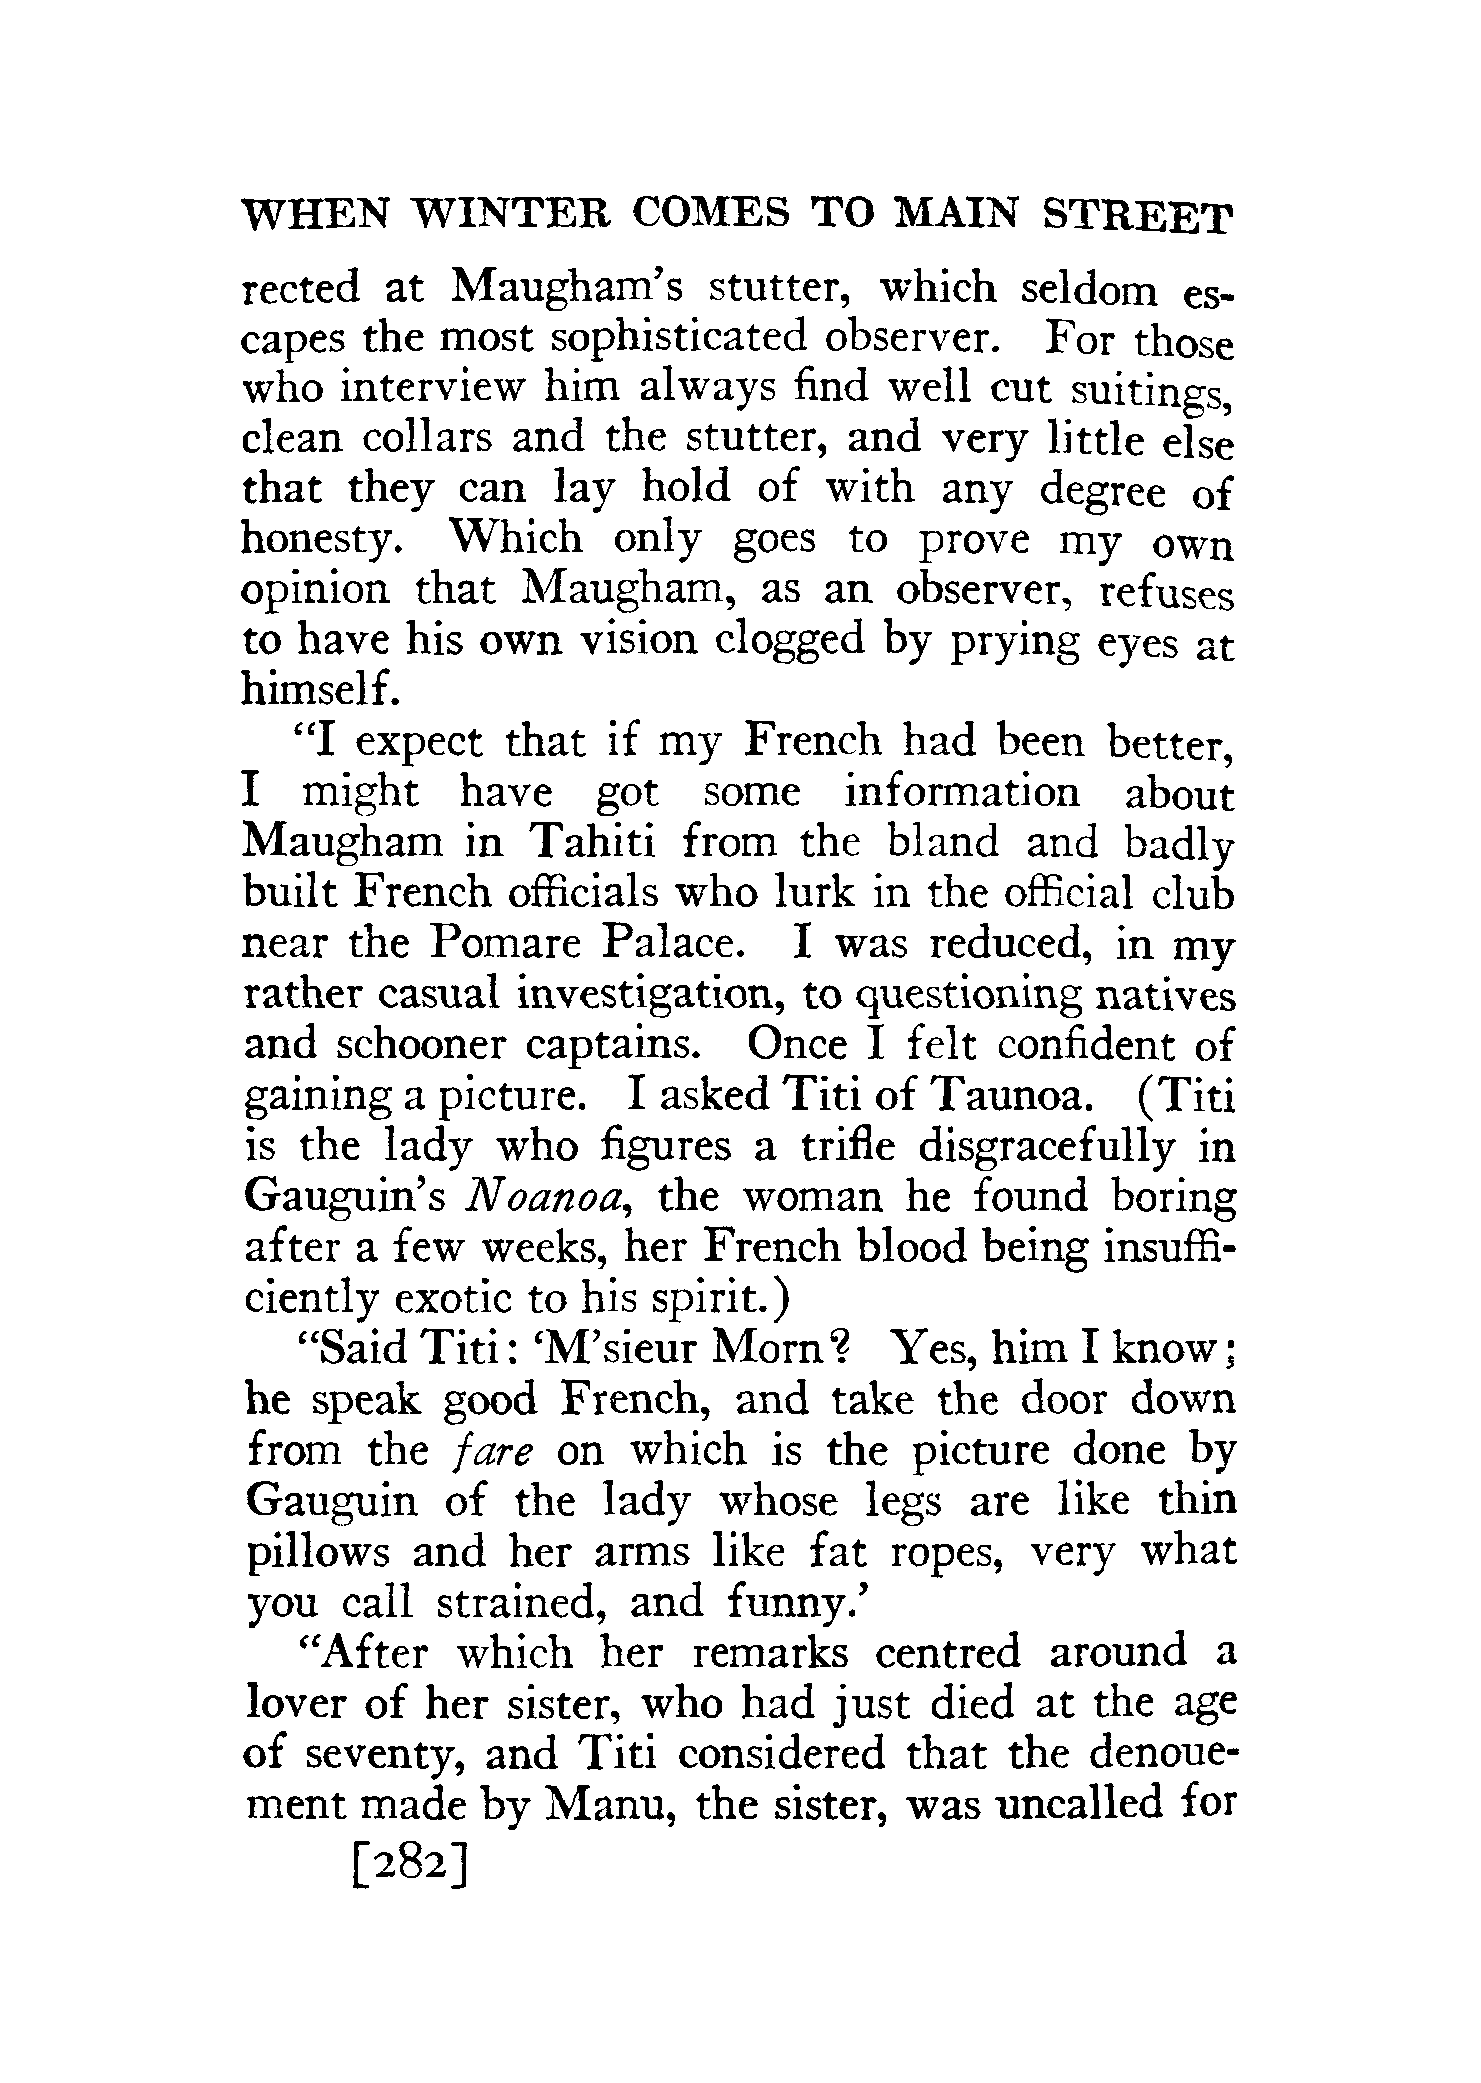 WHEN WINTER COMES TO MAIN STREET
rected at Maugham's stutter, which seldom es-
capes the most sophisticated observer. For those
who interview him always find well cut suitings,
clean collars and the stutter, and very little else
that they can lay hold of with any degree of
honesty. Which only goes to prove my own
opinion that Maugham, as an observer, refuses
to have his own vision clogged by prying eyes at
himself.
"I expect that if my French had been better,
I might have got some information about
Maugham in Tahiti from the bland and badly
built French officials who lurk in the official club
near the Pomare Palace. I was reduced, in my
rather casual investigation, to questioning natives
and schooner captains. Once I felt confident of
gaining a picture. I asked Titi of Taunoa. (Titi
is the lady who figures a trifle disgracefully in
Gauguin's Noanoa, the woman he found boring
after a few weeks, her French blood being insuffi-
ciently exotic to his spirit.)
"Said Titi: 'M'sieur Morn? Yes, him I know;
he speak good French, and take the door down
from the fare on which is the picture done by
Gauguin of the lady whose legs are like thin
pillows and her arms like fat ropes, very what
you call strained, and funny.'
"After which her remarks centred around a
lover of her sister, who had just died at the age
of seventy, and Titi considered that the denoue-
ment made by Manu, the sister, was uncalled for
[282]